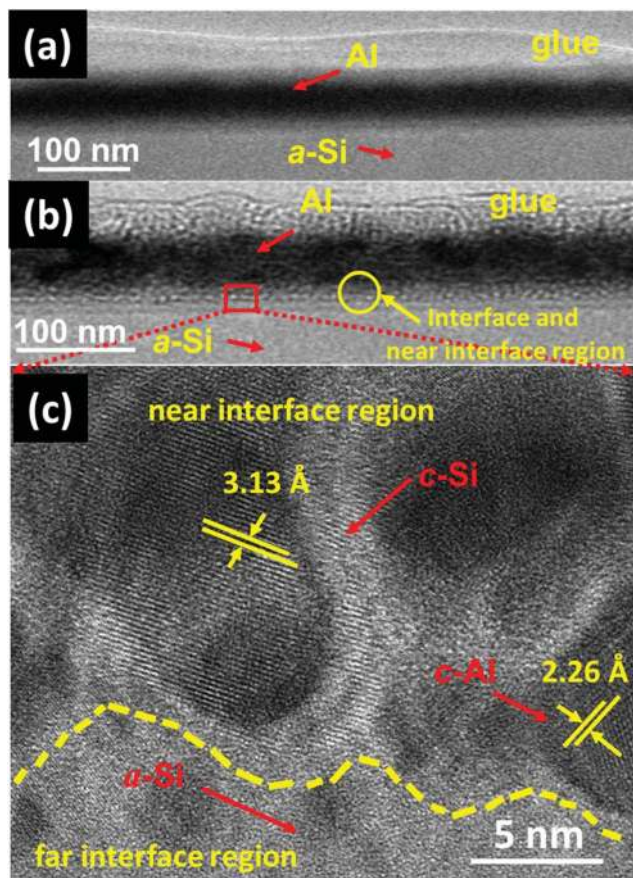 (a)
glue
Al
a-Si
100 nm
(b)
Al
glue
Interface and
near interface region
100 nm
a-Si
(c)
near interface region
3.13 Å
c-Si
c-Al
2.26 Å
a-Si
5 nm
far interface region